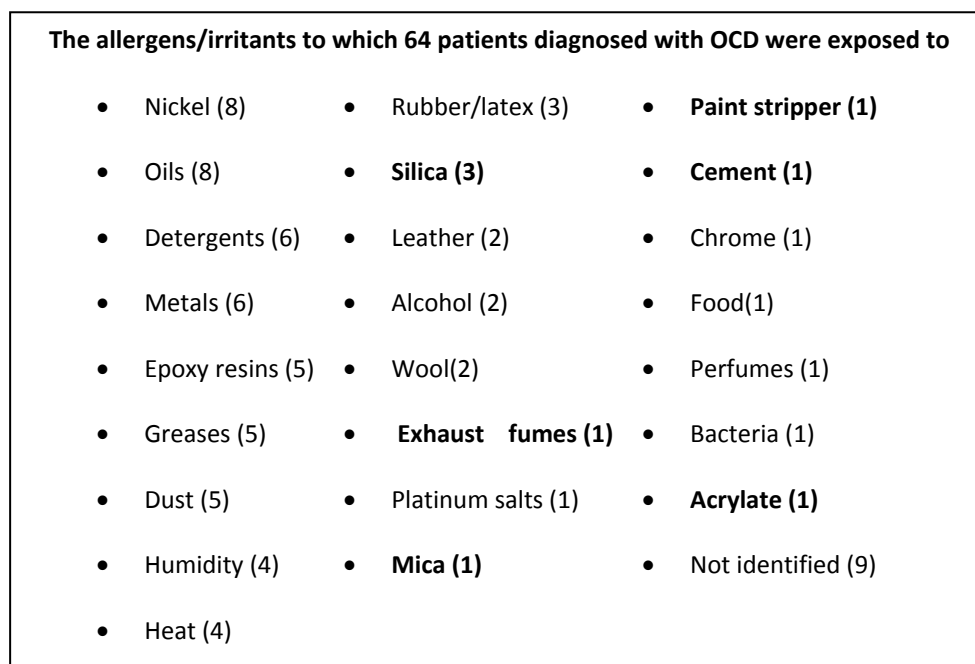 The allergens/irritants to which 64 patients diagnosed with OCD were exposed to
• Nickel (8)
• Oils (8)
• Detergents (6)
• Metals (6)
• Epoxy resins (5)
• Greases (5)
• Dust (5)
• Humidity (4)
• Heat (4)
• Rubber/latex (3)
• Silica (3)
• Leather (2)
• Alcohol (2)
• Wool(2)
• Exhaust fumes (1)
• Platinum salts (1)
• Mica (1)
• Paint stripper (1)
• Cement (1)
• Chrome (1)
• Food(1)
• Perfumes (1)
• Bacteria (1)
• Acrylate (1)
• Not identified (9)